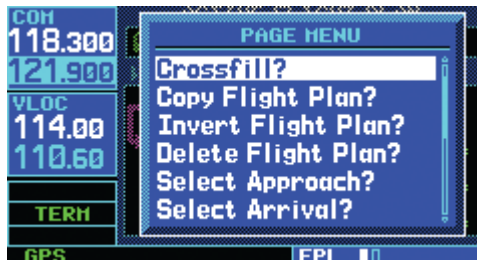 COM
118.300
121.900
VLOC
114.00
110.60
TERM
GPS
PAGE MENU
Crossfill?
Copy Flight Plan?
Invert Flight Plan?
Delete Flight Plan?
Select Approach?
Select Arrival?
FPL